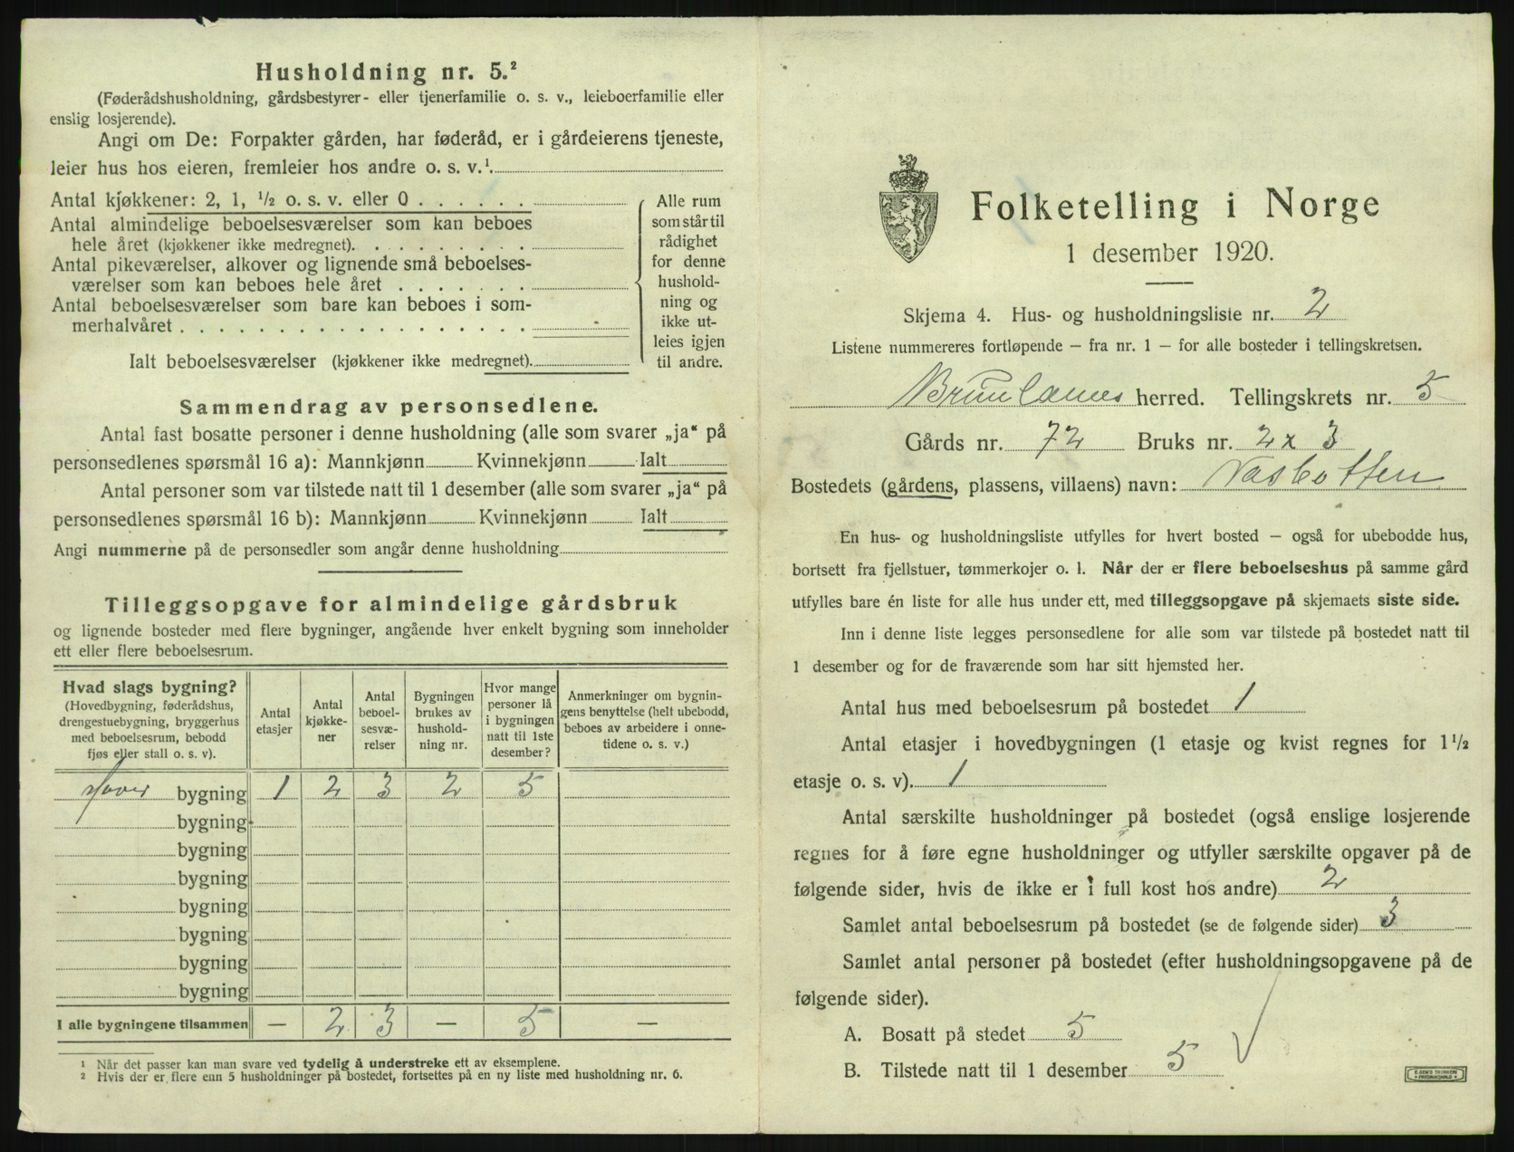 Husholdning nr. 5.²
(Føderådshusholdning, gårdsbestyrer- eller tjenerfamilie o. s. v., leieboerfamilie eller
enslig losjerende).
Angi om De: Forpakter gården, har føderåd, er i gårdeierens tjeneste,
leier hus hos eieren, fremleier hos andre o. s. v.¹.
Antal kjøkkener: 2, 1, ½ o. s. v. eller 0
Antal almindelige beboelsesværelser som kan beboes
hele året (kjøkkener ikke medregnet).
Antal pikeværelser, alkover og lignende små beboelses-
værelser som kan beboes hele året
Antal beboelsesværelser som bare kan beboes i som-
merhalvåret
Ialt beboelsesværelser (kjøkkener ikke medregnet).
Alle rum
som står til
rådighet
for denne
hushold-
ning og
ikke ut-
leies igjen
til andre.
Sammendrag av personsedlene.
Antal fast bosatte personer i denne husholdning (alle som svarer „ja“ på
personsedlenes spørsmål 16 a): Mannkjønn Kvinnekjønn Ialt
Antal personer som var tilstede natt til 1 desember (alle som svarer „ja“ på
personsedlenes spørsmål 16 b): Mannkjønn Kvinnekjønn Ialt
Angi nummerne på de personsedler som angår denne husholdning
Tilleggsopgave for almindelige gårdsbruk
og lignende bosteder med flere bygninger, angående hver enkelt bygning som inneholder
ett eller flere beboelsesrum.
Hvad slags bygning?
(Hovedbygning, føderådshus,
drengestuebygning, bryggerhus
med beboelsesrum, bebodd
fjøs eller stall o. s. v).
Antal
etasjer
Antal
kjøkke-
ner
Antal
beboel-
sesvæ-
relser
Bygningen
brukes av
hushold-
ning nr.
Hvor mange
personer lå
i bygningen
natt til 1ste
desember?
Anmerkninger om bygnin-
gens benyttelse (helt ubebodd,
beboes av arbeidere i onne-
tidene o. s. v.)
bygning 1 2 3 2 5
bygning
bygning
bygning
bygning
bygning
bygning
bygning
I alle bygningene tilsammen — 2 3 — 5 —
¹ Når det passer kan man svare ved tydelig å understreke ett av eksemplene.
² Hvis der er flere enn 5 husholdninger på bostedet, fortsettes på en ny liste med husholdning nr. 6.
Folketelling i Norge
1 desember 1920.
Skjema 4. Hus- og husholdningsliste nr. 2
Listene nummereres fortløpende – fra nr. 1 – for alle bosteder i tellingskretsen.
Brunlanes herred. Tellingskrets nr. 5
Gårds nr. 72 Bruks nr. 2 x 3
Bostedets (gårdens, plassens, villaens) navn: Vasbotten
En hus- og husholdningsliste utfylles for hvert bosted – også for ubebodde hus,
bortsett fra fjellstuer, tømmerkojer o. l. Når der er flere beboelseshus på samme gård
utfylles bare én liste for alle hus under ett, med tilleggsopgave på skjemaets siste side.
Inn i denne liste legges personsedlene for alle som var tilstede på bostedet natt til
1 desember og for de fraværende som har sitt hjemsted her.
Antal hus med beboelsesrum på bostedet 1
Antal etasjer i hovedbygningen (1 etasje og kvist regnes for 1½
etasje o. s. v). 1
Antal særskilte husholdninger på bostedet (også enslige losjerende
regnes for å føre egne husholdninger og utfyller særskilte opgaver på de
følgende sider, hvis de ikke er i full kost hos andre) 2
Samlet antal beboelsesrum på bostedet (se de følgende sider) 3
Samlet antal personer på bostedet (efter husholdningsopgavene på de
følgende sider).
A. Bosatt på stedet 5
B. Tilstede natt til 1 desember 5